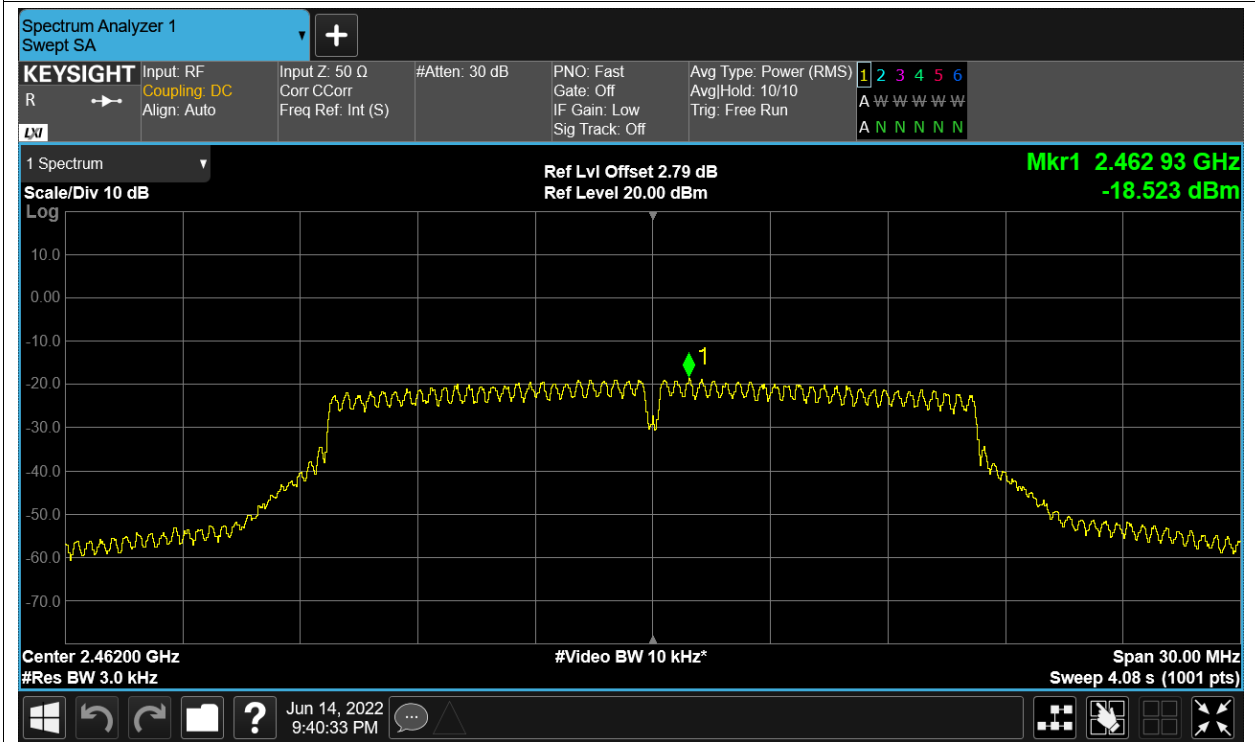 Spectrum Analyzer 1
Swept SA
+
KEYSIGHT
R
LXI
Input: RF
Coupling: DC
Align: Auto
Input Z: 50 Ω
Corr CCorr
Freq Ref: Int (S)
#Atten: 30 dB
PNO: Fast
Gate: Off
IF Gain: Low
Sig Track: Off
Avg Type: Power (RMS)
Avg|Hold: 10/10
Trig: Free Run
1 2 3 4 5 6
A W W W W W
A N N N N N
1 Spectrum
Scale/Div 10 dB
Log
Ref Lvl Offset 2.79 dB
Ref Level 20.00 dBm
Mkr1 2.462 93 GHz
-18.523 dBm
10.0
0.00
-10.0
1
-20.0
-30.0
-40.0
-50.0
-60.0
-70.0
Center 2.46200 GHz
#Res BW 3.0 kHz
#Video BW 10 kHz*
Span 30.00 MHz
Sweep 4.08 s (1001 pts)
?
Jun 14, 2022
9:40:33 PM